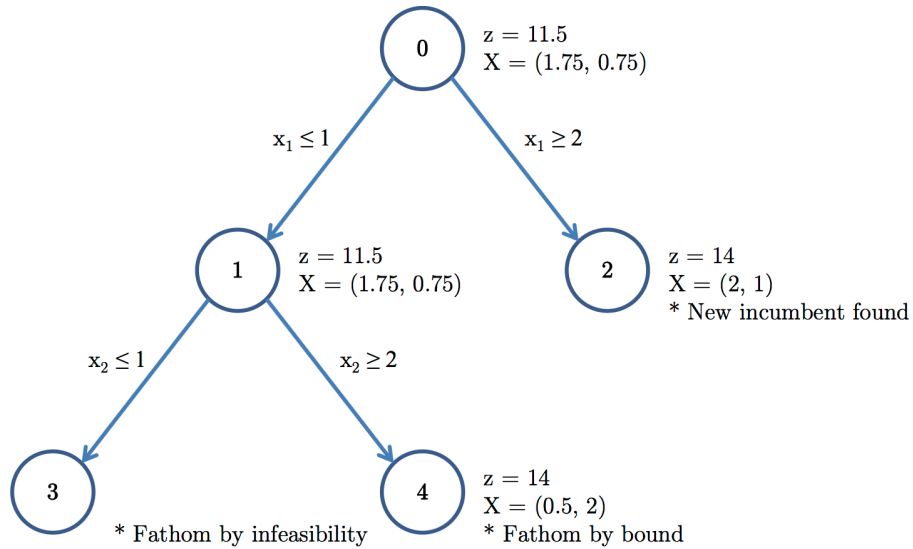 0
z = 11.5
X = (1.75, 0.75)
x₁ ≤ 1
x₁ ≥ 2
1
z = 11.5
X = (1.75, 0.75)
2
z = 14
X = (2, 1)
* New incumbent found
x₂ ≤ 1
x₂ ≥ 2
3
* Fathom by infeasibility
4
z = 14
X = (0.5, 2)
* Fathom by bound